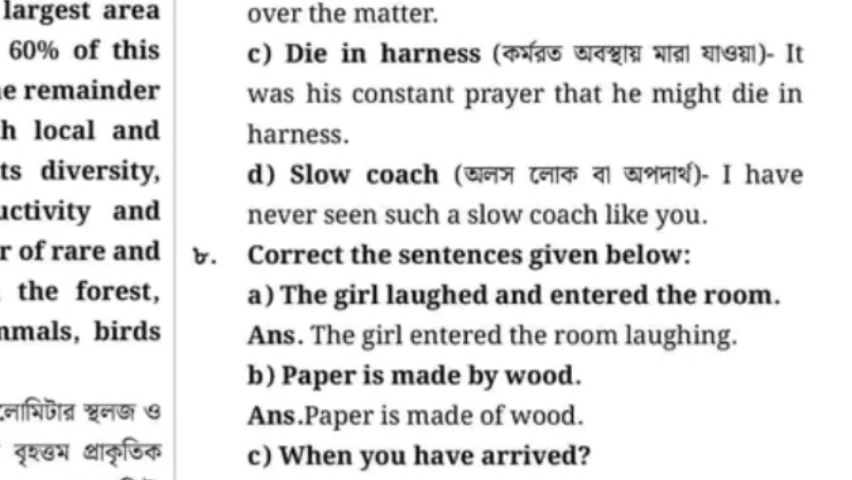 largest area
60% of this
e remainder
h local and
ts diversity,
uctivity and
r of rare and
the forest,
mmals, birds
লোমিটার স্থলজ ও
বৃহত্তম প্রাকৃতিক
over the matter.
c) Die in harness (কর্মরত অবস্থায় মারা যাওয়া)- It
was his constant prayer that he might die in
harness.
d) Slow coach (অলস লোক বা অপদার্থ)- I have
never seen such a slow coach like you.
৮. Correct the sentences given below:
a) The girl laughed and entered the room.
Ans. The girl entered the room laughing.
b) Paper is made by wood.
Ans.Paper is made of wood.
c) When you have arrived?